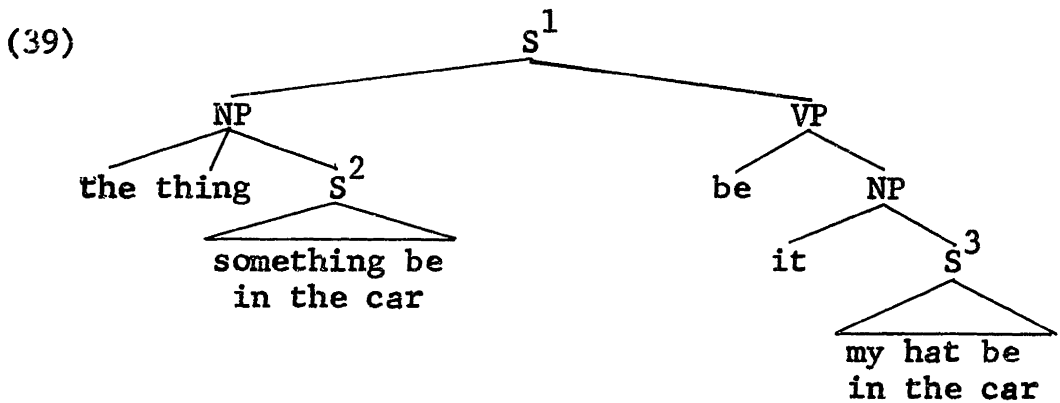 (39)
S1
NP VP
the thing S2 be NP
something be
in the car
it S3
my hat be
in the car